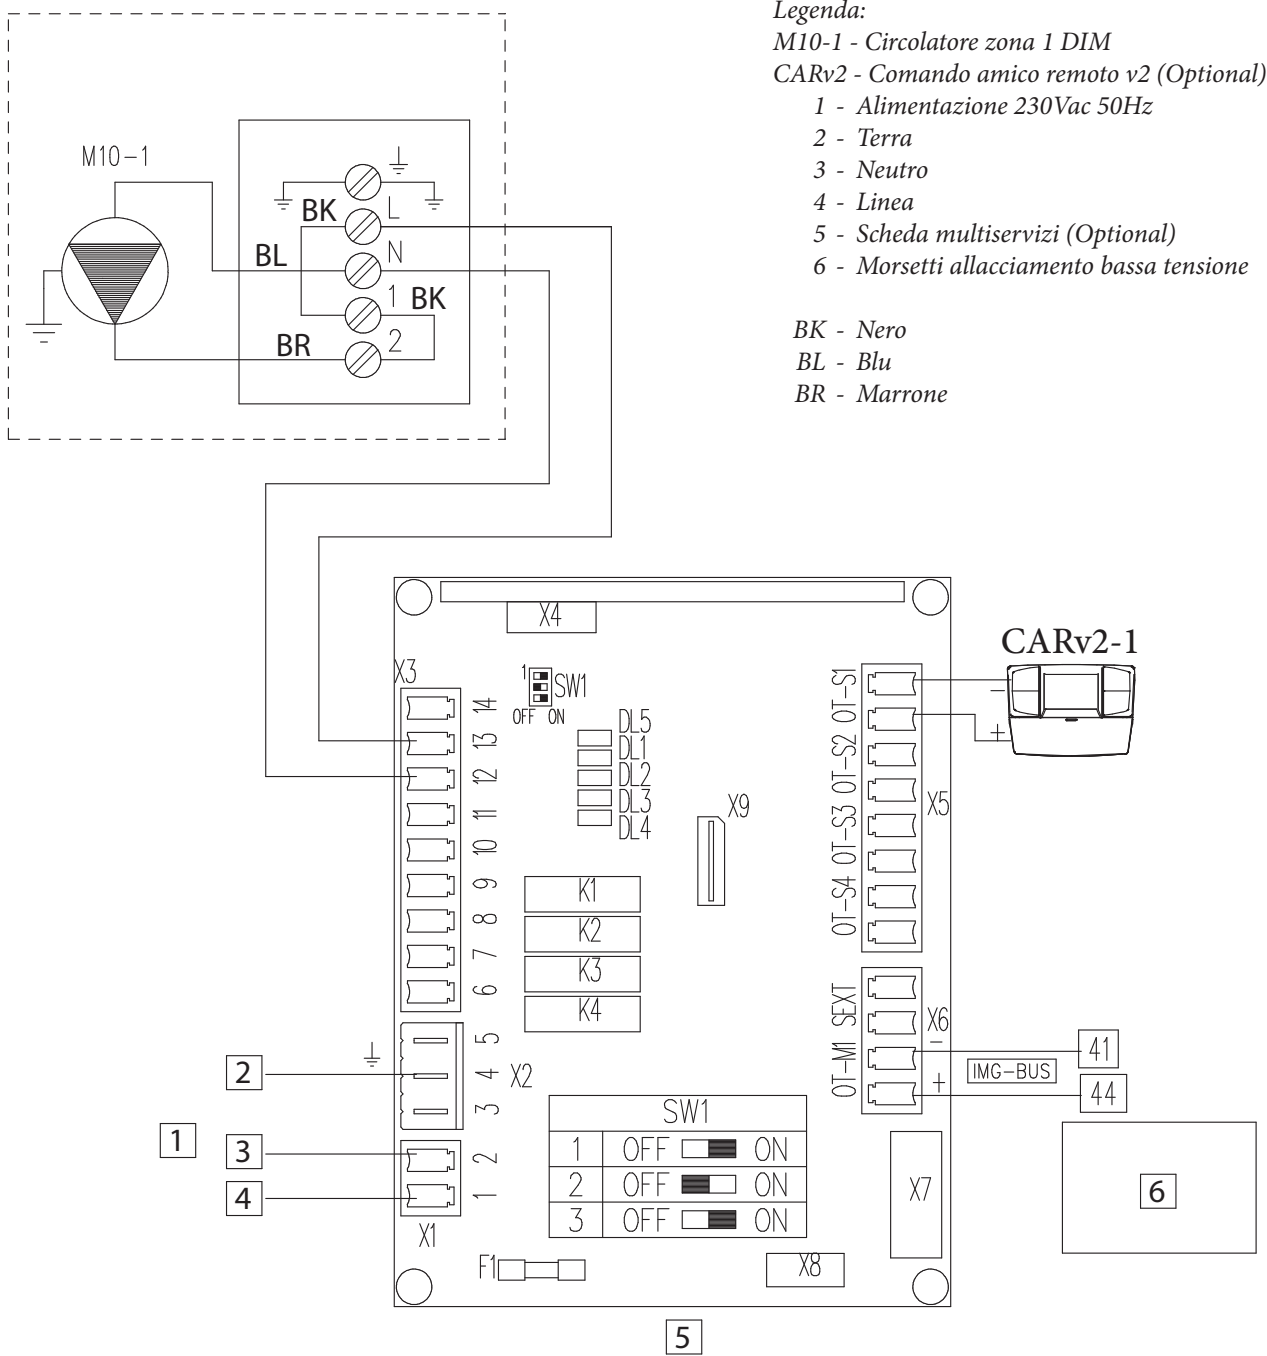 Legenda:
M10-1 - Circolatore zona 1 DIM
CARv2 - Comando amico remoto v2 (Optional)
1 - Alimentazione 230Vac 50Hz
2 - Terra
3 - Neutro
4 - Linea
5 - Scheda multiservizi (Optional)
6 - Morsetti allacciamento bassa tensione
BK - Nero
BL - Blu
BR - Marrone
M10-1
BK
L
BL
N
1
BK
BR
2
X4
CARv2-1
X3
1
SW1
OFF ON
14
13
12
11
10
9
8
7
6
DL5
DL1
DL2
DL3
DL4
X9
K1
K2
K3
K4
OT-S1
OT-S2
OT-S3
OT-S4
X5
-
+
SEXT
OT-M1
X6
-
+
IMG-BUS
41
44
5
4
3
X2
2
1
X1
2
1
3
4
SW1
1 OFF ON
2 OFF ON
3 OFF ON
X7
6
F1
X8
5